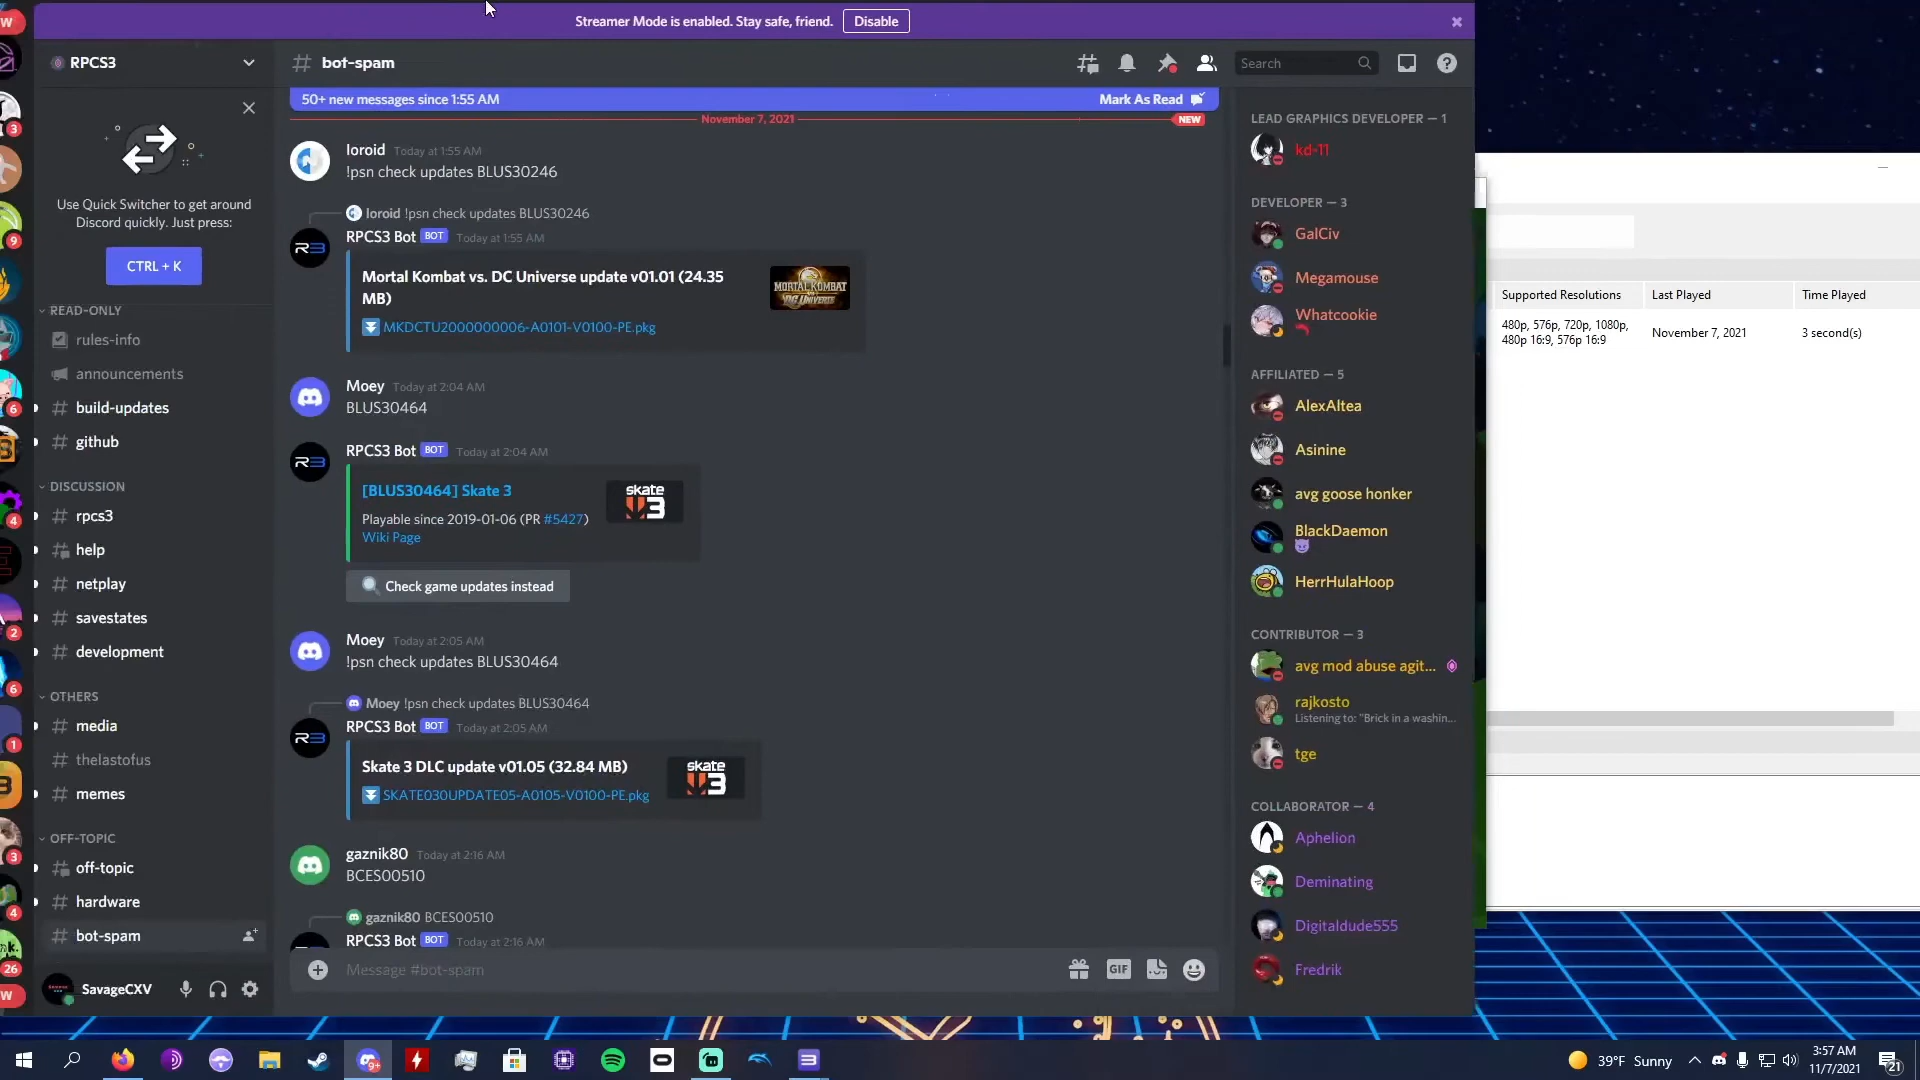 Streamer Mode is enabled. Stay safe, friend.
Disable
RPCS3
bot-spam
Search
50+ new messages since 1:55 AM
Mark As Read
November 7, 2021
NEW
Use Quick Switcher to get around
Discord quickly. Just press:
CTRL + K
READ-ONLY
rules-info
announcements
build-updates
github
DISCUSSION
rpcs3
help
netplay
savestates
development
OTHERS
media
thelastofus
memes
OFF-TOPIC
off-topic
hardware
bot-spam
SavageCXV
loroid Today at 1:55 AM
!psn check updates BLUS30246
loroid !psn check updates BLUS30246
RPCS3 Bot BOT Today at 1:55 AM
Mortal Kombat vs. DC Universe update v01.01 (24.35
MB)
MKDCTU2000000006-A0101-V0100-PE.pkg
MORTAL KOMBAT
VS DC UNIVERSE
Moey Today at 2:04 AM
BLUS30464
RPCS3 Bot BOT Today at 2:04 AM
[BLUS30464] Skate 3
Playable since 2019-01-06 (PR #5427)
Wiki Page
skate
3
Check game updates instead
Moey Today at 2:05 AM
!psn check updates BLUS30464
Moey !psn check updates BLUS30464
RPCS3 Bot BOT Today at 2:05 AM
Skate 3 DLC update v01.05 (32.84 MB)
SKATE030UPDATE05-A0105-V0100-PE.pkg
skate
3
gaznik80 Today at 2:16 AM
BCES00510
gaznik80 BCES00510
RPCS3 Bot BOT Today at 2:16 AM
Message #bot-spam
GIF
LEAD GRAPHICS DEVELOPER — 1
kd-11
DEVELOPER — 3
GalCiv
Megamouse
Whatcookie
AFFILIATED — 5
AlexAltea
Asinine
avg goose honker
BlackDaemon
HerrHulaHoop
CONTRIBUTOR — 3
avg mod abuse agit...
rajkosto
Listening to: "Brick in a washin...
tge
COLLABORATOR — 4
Aphelion
Deminating
Digitaldude555
Fredrik
Supported Resolutions
Last Played
Time Played
480p, 576p, 720p, 1080p,
480p 16:9, 576p 16:9
November 7, 2021
3 second(s)
39°F Sunny
3:57 AM
11/7/2021
21